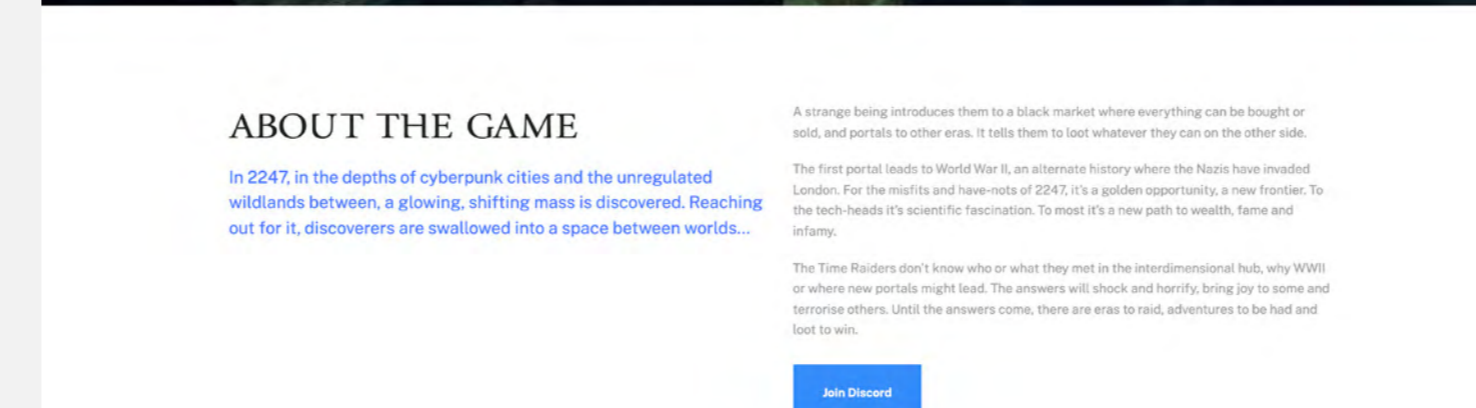 ABOUT THE GAME
In 2247, in the depths of cyberpunk cities and the unregulated
wildlands between, a glowing, shifting mass is discovered. Reaching
out for it, discoverers are swallowed into a space between worlds...
A strange being introduces them to a black market where everything can be bought or
sold, and portals to other eras. It tells them to loot whatever they can on the other side.
The first portal leads to World War II, an alternate history where the Nazis have invaded
London. For the misfits and have-nots of 2247, it's a golden opportunity, a new frontier. To
the tech-heads it's scientific fascination. To most it's a new path to wealth, fame and
infamy.
The Time Raiders don't know who or what they met in the interdimensional hub, why WWII
or where new portals might lead. The answers will shock and horrify, bring joy to some and
terrorise others. Until the answers come, there are eras to raid, adventures to be had and
loot to win.
Join Discord